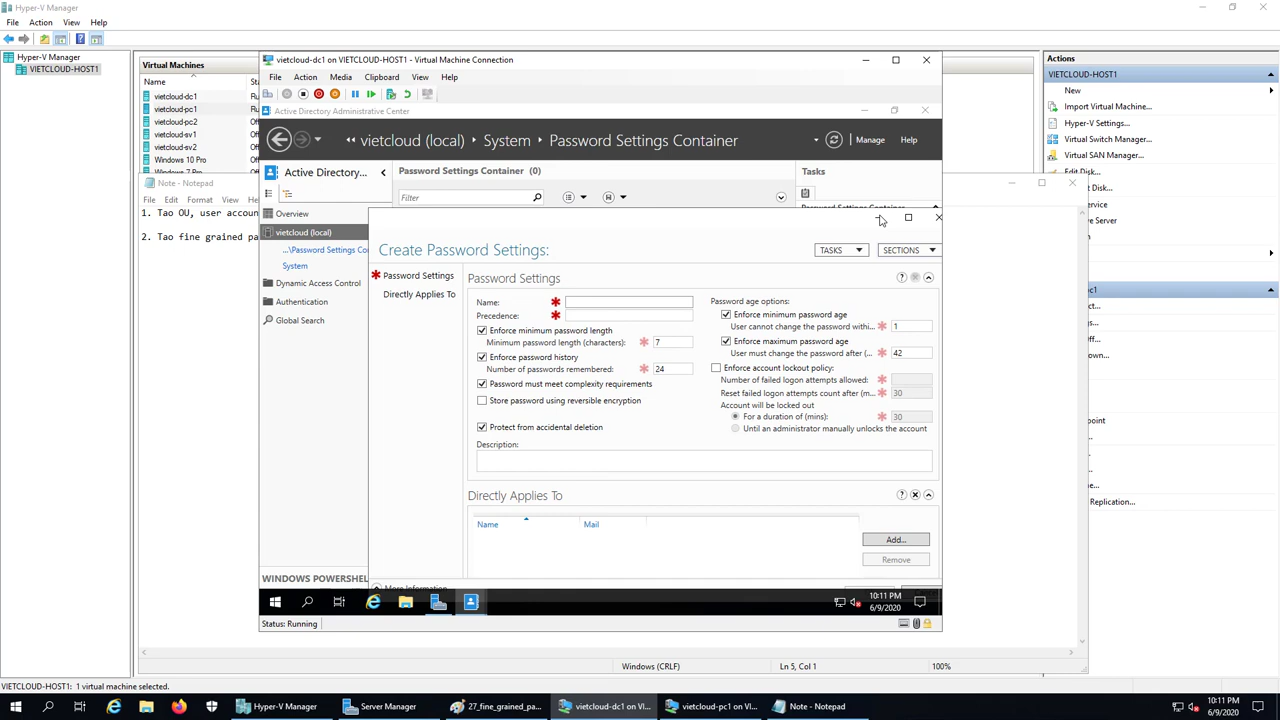 Hyper-V Manager
File Action View Help
Hyper-V Manager
VIETCLOUD-HOST1
Virtual Machines
Name
vietcloud-dc1
vietcloud-pc1
vietcloud-pc2
vietcloud-sv1
vietcloud-sv2
Windows 10 Pro
Note - Notepad
File Edit Format
1. Tao OU, user accoun
2. Tao fine grained pa
vietcloud-dc1 on VIETCLOUD-HOST1 - Virtual Machine Connection
File Action Media Clipboard View Help
Active Directory Administrative Center
vietcloud (local) System Password Settings Container Manage Help
Active Directory...
Overview
vietcloud (local)
...\Password Settings Co
System
Dynamic Access Control
Authentication
Global Search
Password Settings Container (0)
Filter
Tasks
Password Settings Container
Create Password Settings:
TASKS SECTIONS
Password Settings
Directly Applies To
Password Settings
Name:
Precedence:
Enforce minimum password length
Minimum password length (characters): 7
Enforce password history
Number of passwords remembered: 24
Password must meet complexity requirements
Store password using reversible encryption
Protect from accidental deletion
Description:
Password age options:
Enforce minimum password age
User cannot change the password withi... 1
Enforce maximum password age
User must change the password after (... 42
Enforce account lockout policy:
Number of failed logon attempts allowed:
Reset failed logon attempts count after (m... 30
Account will be locked out
For a duration of (mins): 30
Until an administrator manually unlocks the account
Directly Applies To
Name Mail
Add...
Remove
More Information
WINDOWS POWERSHEL
10:11 PM
6/9/2020
Status: Running
Windows (CRLF) Ln 5, Col 1 100%
Actions
VIETCLOUD-HOST1
New
Import Virtual Machine...
Hyper-V Settings...
Virtual Switch Manager...
Virtual SAN Manager...
Edit Disk...
Disk...
e Server
Replication...
VIETCLOUD-HOST1: 1 virtual machine selected.
Hyper-V Manager Server Manager 27_fine_grained_pa... vietcloud-dc1 on VI... vietcloud-pc1 on VI... Note - Notepad
10:11 PM
6/9/2020